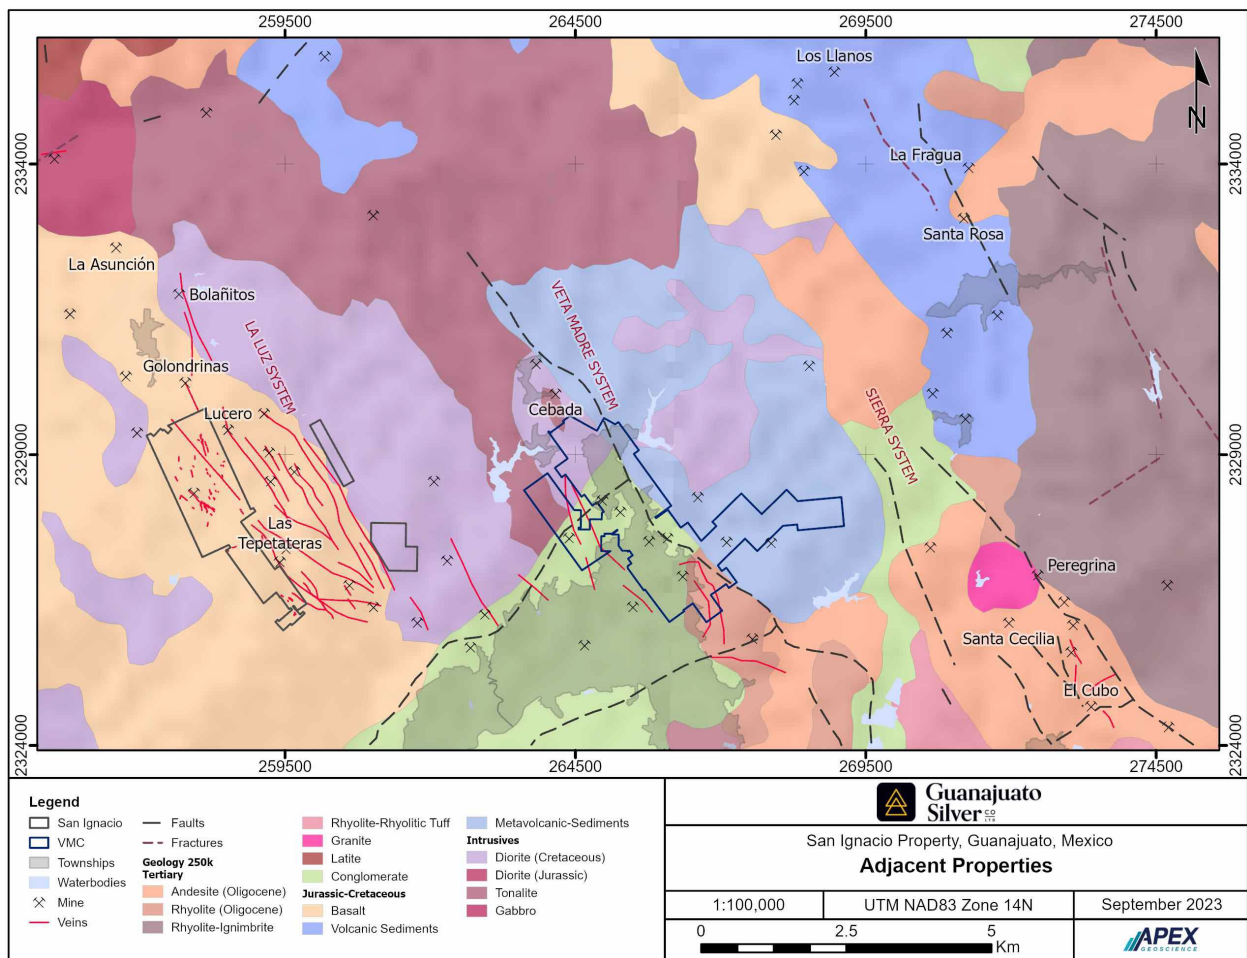 259500
264500
269500
274500
Los Llanos
N
2334000
2334000
La Fragua
Santa Rosa
La Asunción
Bolañitos
LA LUZ SYSTEM
VETA MADRE SYSTEM
Golondrinas
Lucero
Cebada
SIERRA SYSTEM
2329000
2329000
Las
Tepetateras
Peregrina
Santa Cecilia
El Cubo
2324000
2324000
259500
264500
269500
274500
Legend
San Ignacio
VMC
Townships
Waterbodies
Mine
Veins
Faults
Fractures
Geology 250k
Tertiary
Andesite (Oligocene)
Rhyolite (Oligocene)
Rhyolite-Ignimbrite
Rhyolite-Rhyolitic Tuff
Granite
Latite
Conglomerate
Jurassic-Cretaceous
Basalt
Volcanic Sediments
Metavolcanic-Sediments
Intrusives
Diorite (Cretaceous)
Diorite (Jurassic)
Tonalite
Gabbro
Guanajuato
Silver CO LTD
San Ignacio Property, Guanajuato, Mexico
Adjacent Properties
1:100,000
UTM NAD83 Zone 14N
September 2023
0 2.5 5
Km
APEX
GEOSCIENCE